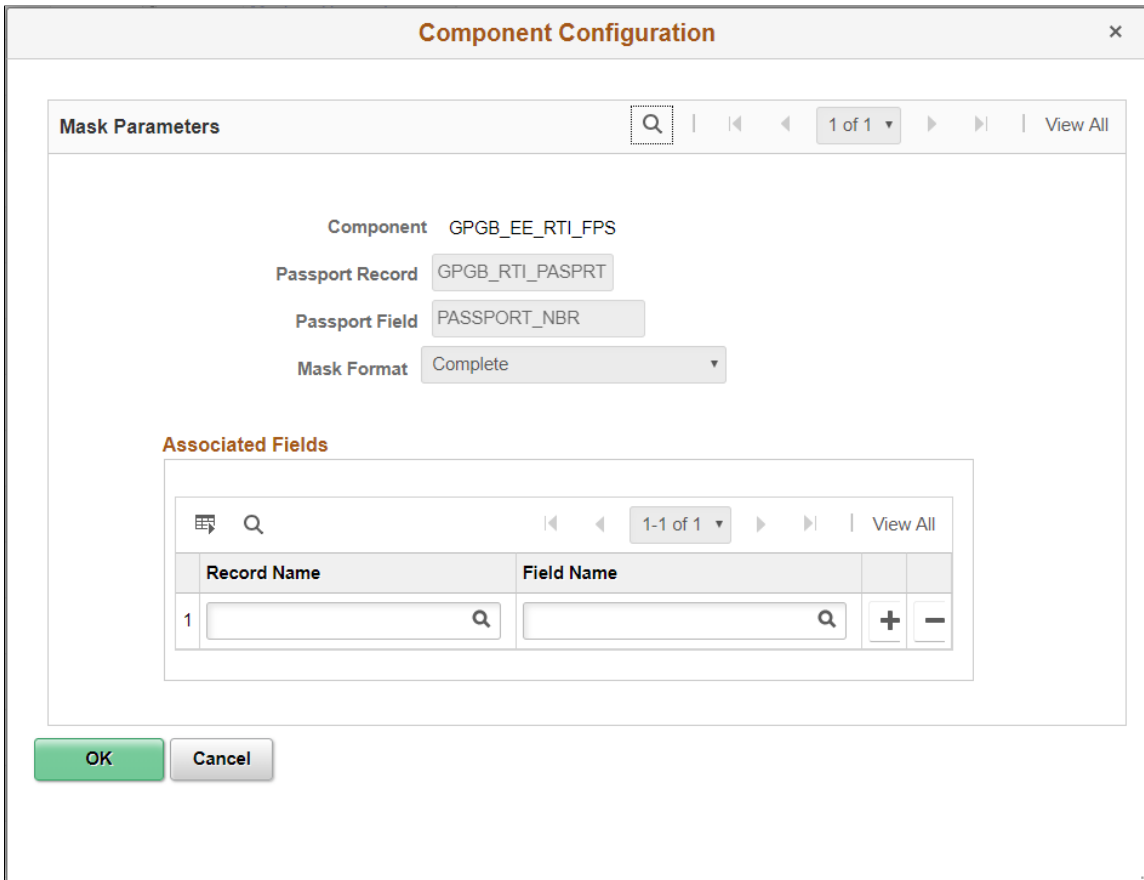 Component Configuration ×
Mask Parameters 1 of 1 View All
Component GPGB_EE_RTI_FPS
Passport Record GPGB_RTI_PASPRT
Passport Field PASSPORT_NBR
Mask Format Complete
Associated Fields
1-1 of 1 View All
Record Name Field Name
1
OK Cancel